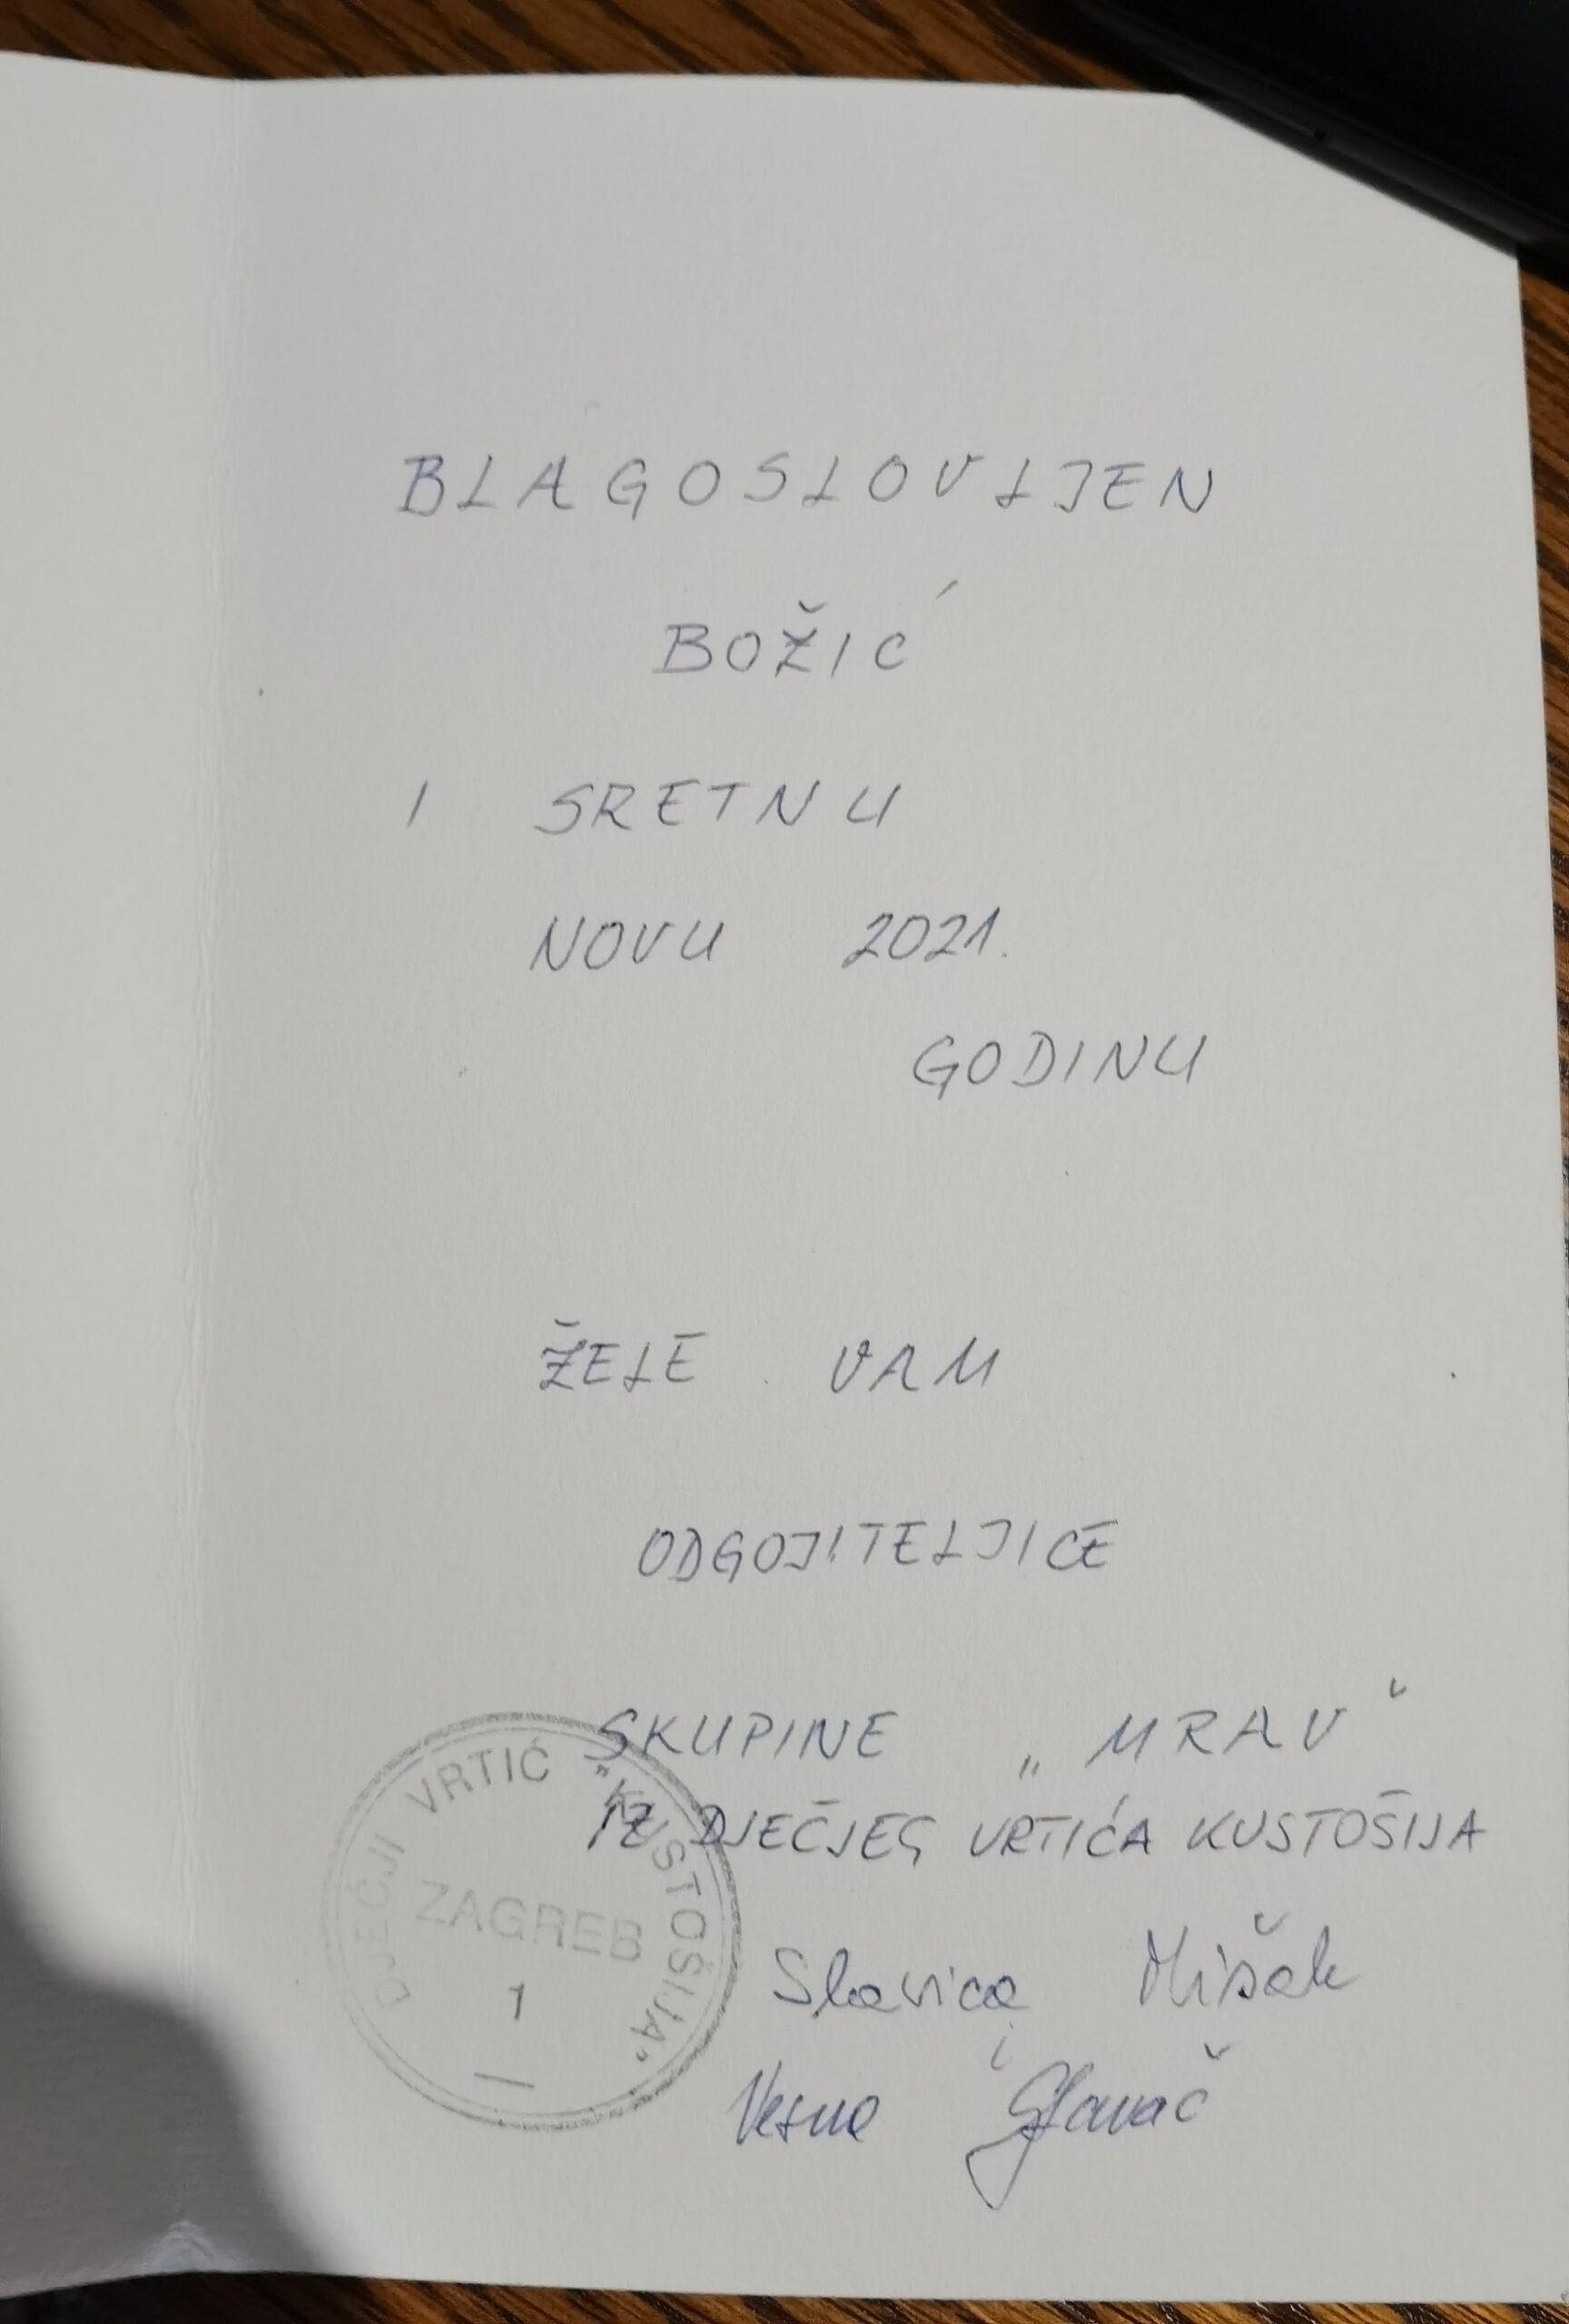 BLAGOSLOVLJEN
BOŽIĆ
I SRETNU
NOVU 2021.
GODINU
ŽELE VAM
ODGOJITELJICE
SKUPINE „MRAV“
IZ DJEČJEG VRTIĆA KUSTOŠIJA
Slavica Mišak
i
Vesna Glavač
DJEČJI VRTIĆ "KUSTOŠIJA"
ZAGREB
1